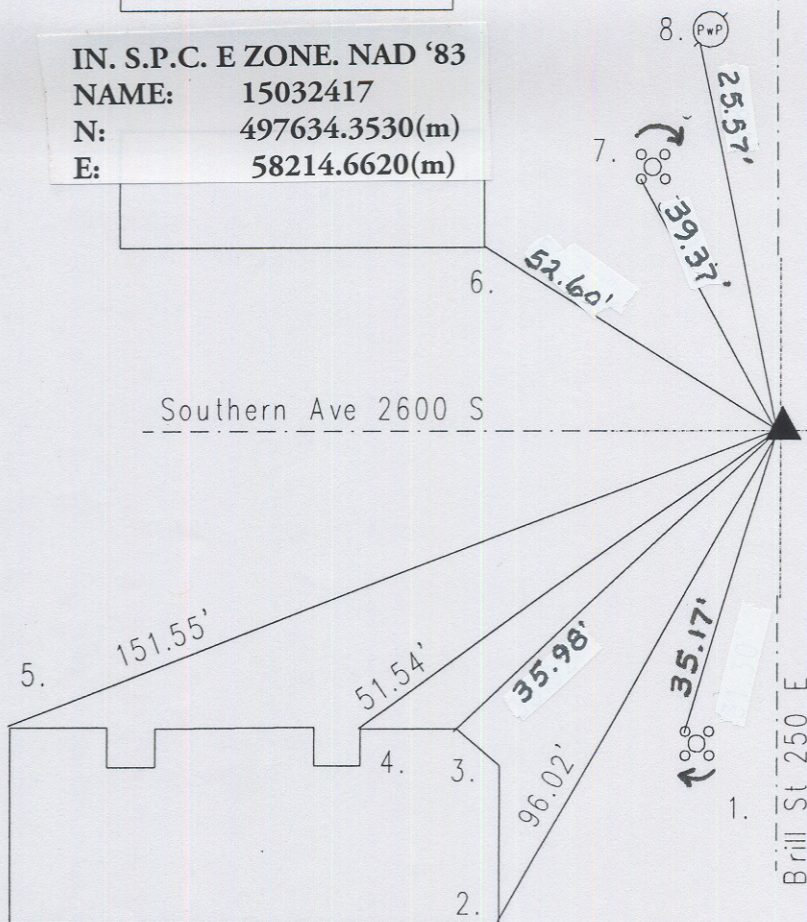 IN. S.P.C. E ZONE. NAD ‘83
NAME: 15032417
N: 497634.3530(m)
E: 58214.6620(m)
8.
PwP
25.57'
7.
39.37'
6.
52.60'
Southern Ave 2600 S
5.
151.55'
51.54'
35.98'
35.17'
4.
3.
96.02'
1.
2.
Brill St 250 E